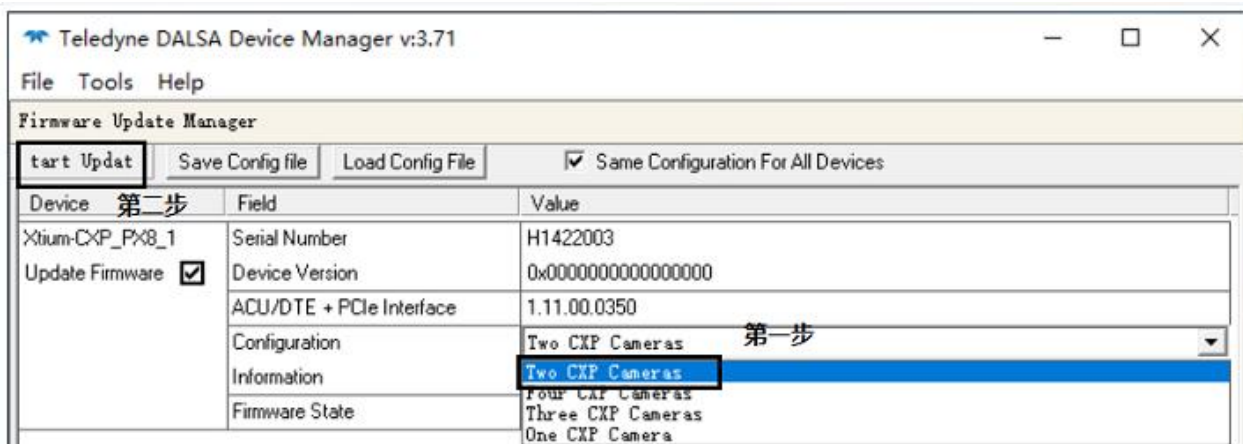 Teledyne DALSA Device Manager v:3.71
File Tools Help
Firmware Update Manager
tart Updat Save Config file Load Config File Same Configuration For All Devices
Device 第二步 Field Value
Xtium-CXP_PX8_1 Serial Number H1422003
Update Firmware Device Version 0x0000000000000000
ACU/DTE + PCIe Interface 1.11.00.0350
Configuration Two CXP Cameras 第一步
Information Two CXP Cameras
Four CXP Cameras
Firmware State Three CXP Cameras
One CXP Camera